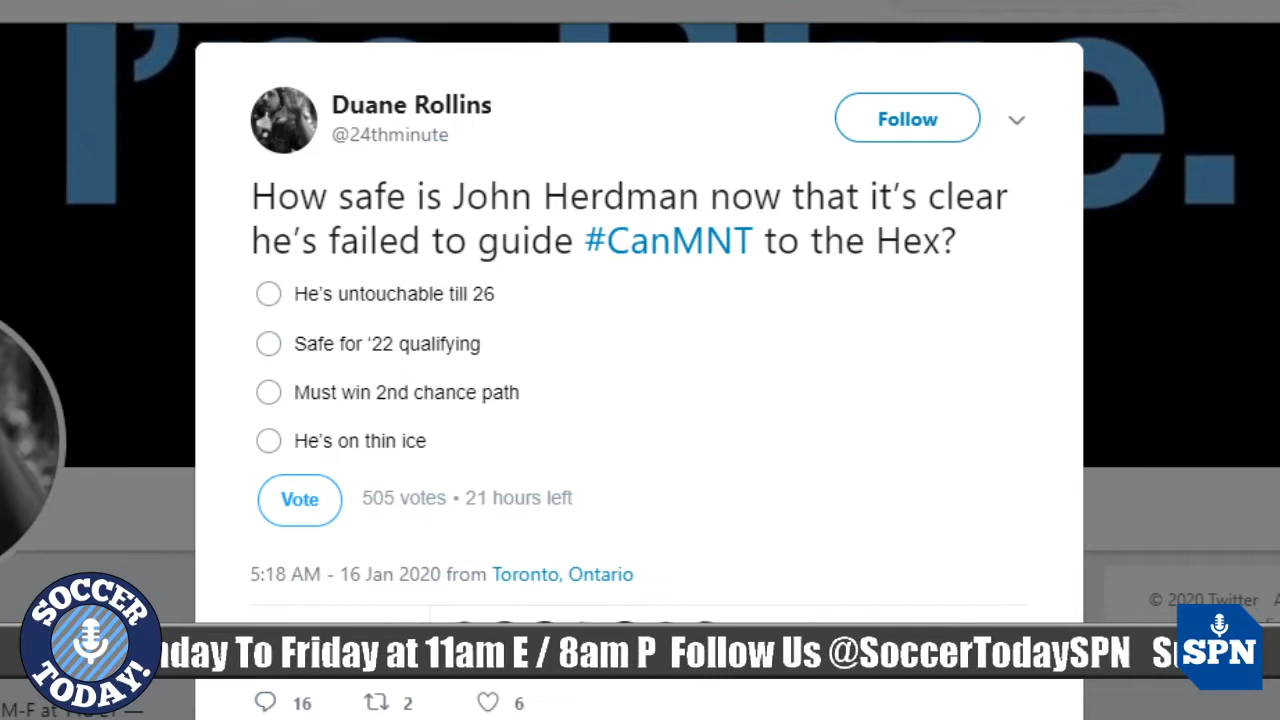 Duane Rollins
@24thminute
Follow
How safe is John Herdman now that it's clear
he's failed to guide #CanMNT to the Hex?
He's untouchable till 26
Safe for '22 qualifying
Must win 2nd chance path
He's on thin ice
Vote
505 votes • 21 hours left
5:18 AM - 16 Jan 2020 from Toronto, Ontario
© 2020 Twitter
SOCCER
TODAY!
To Friday at 11am E / 8am P Follow Us @SoccerTodaySPN
SPN
16
2
6